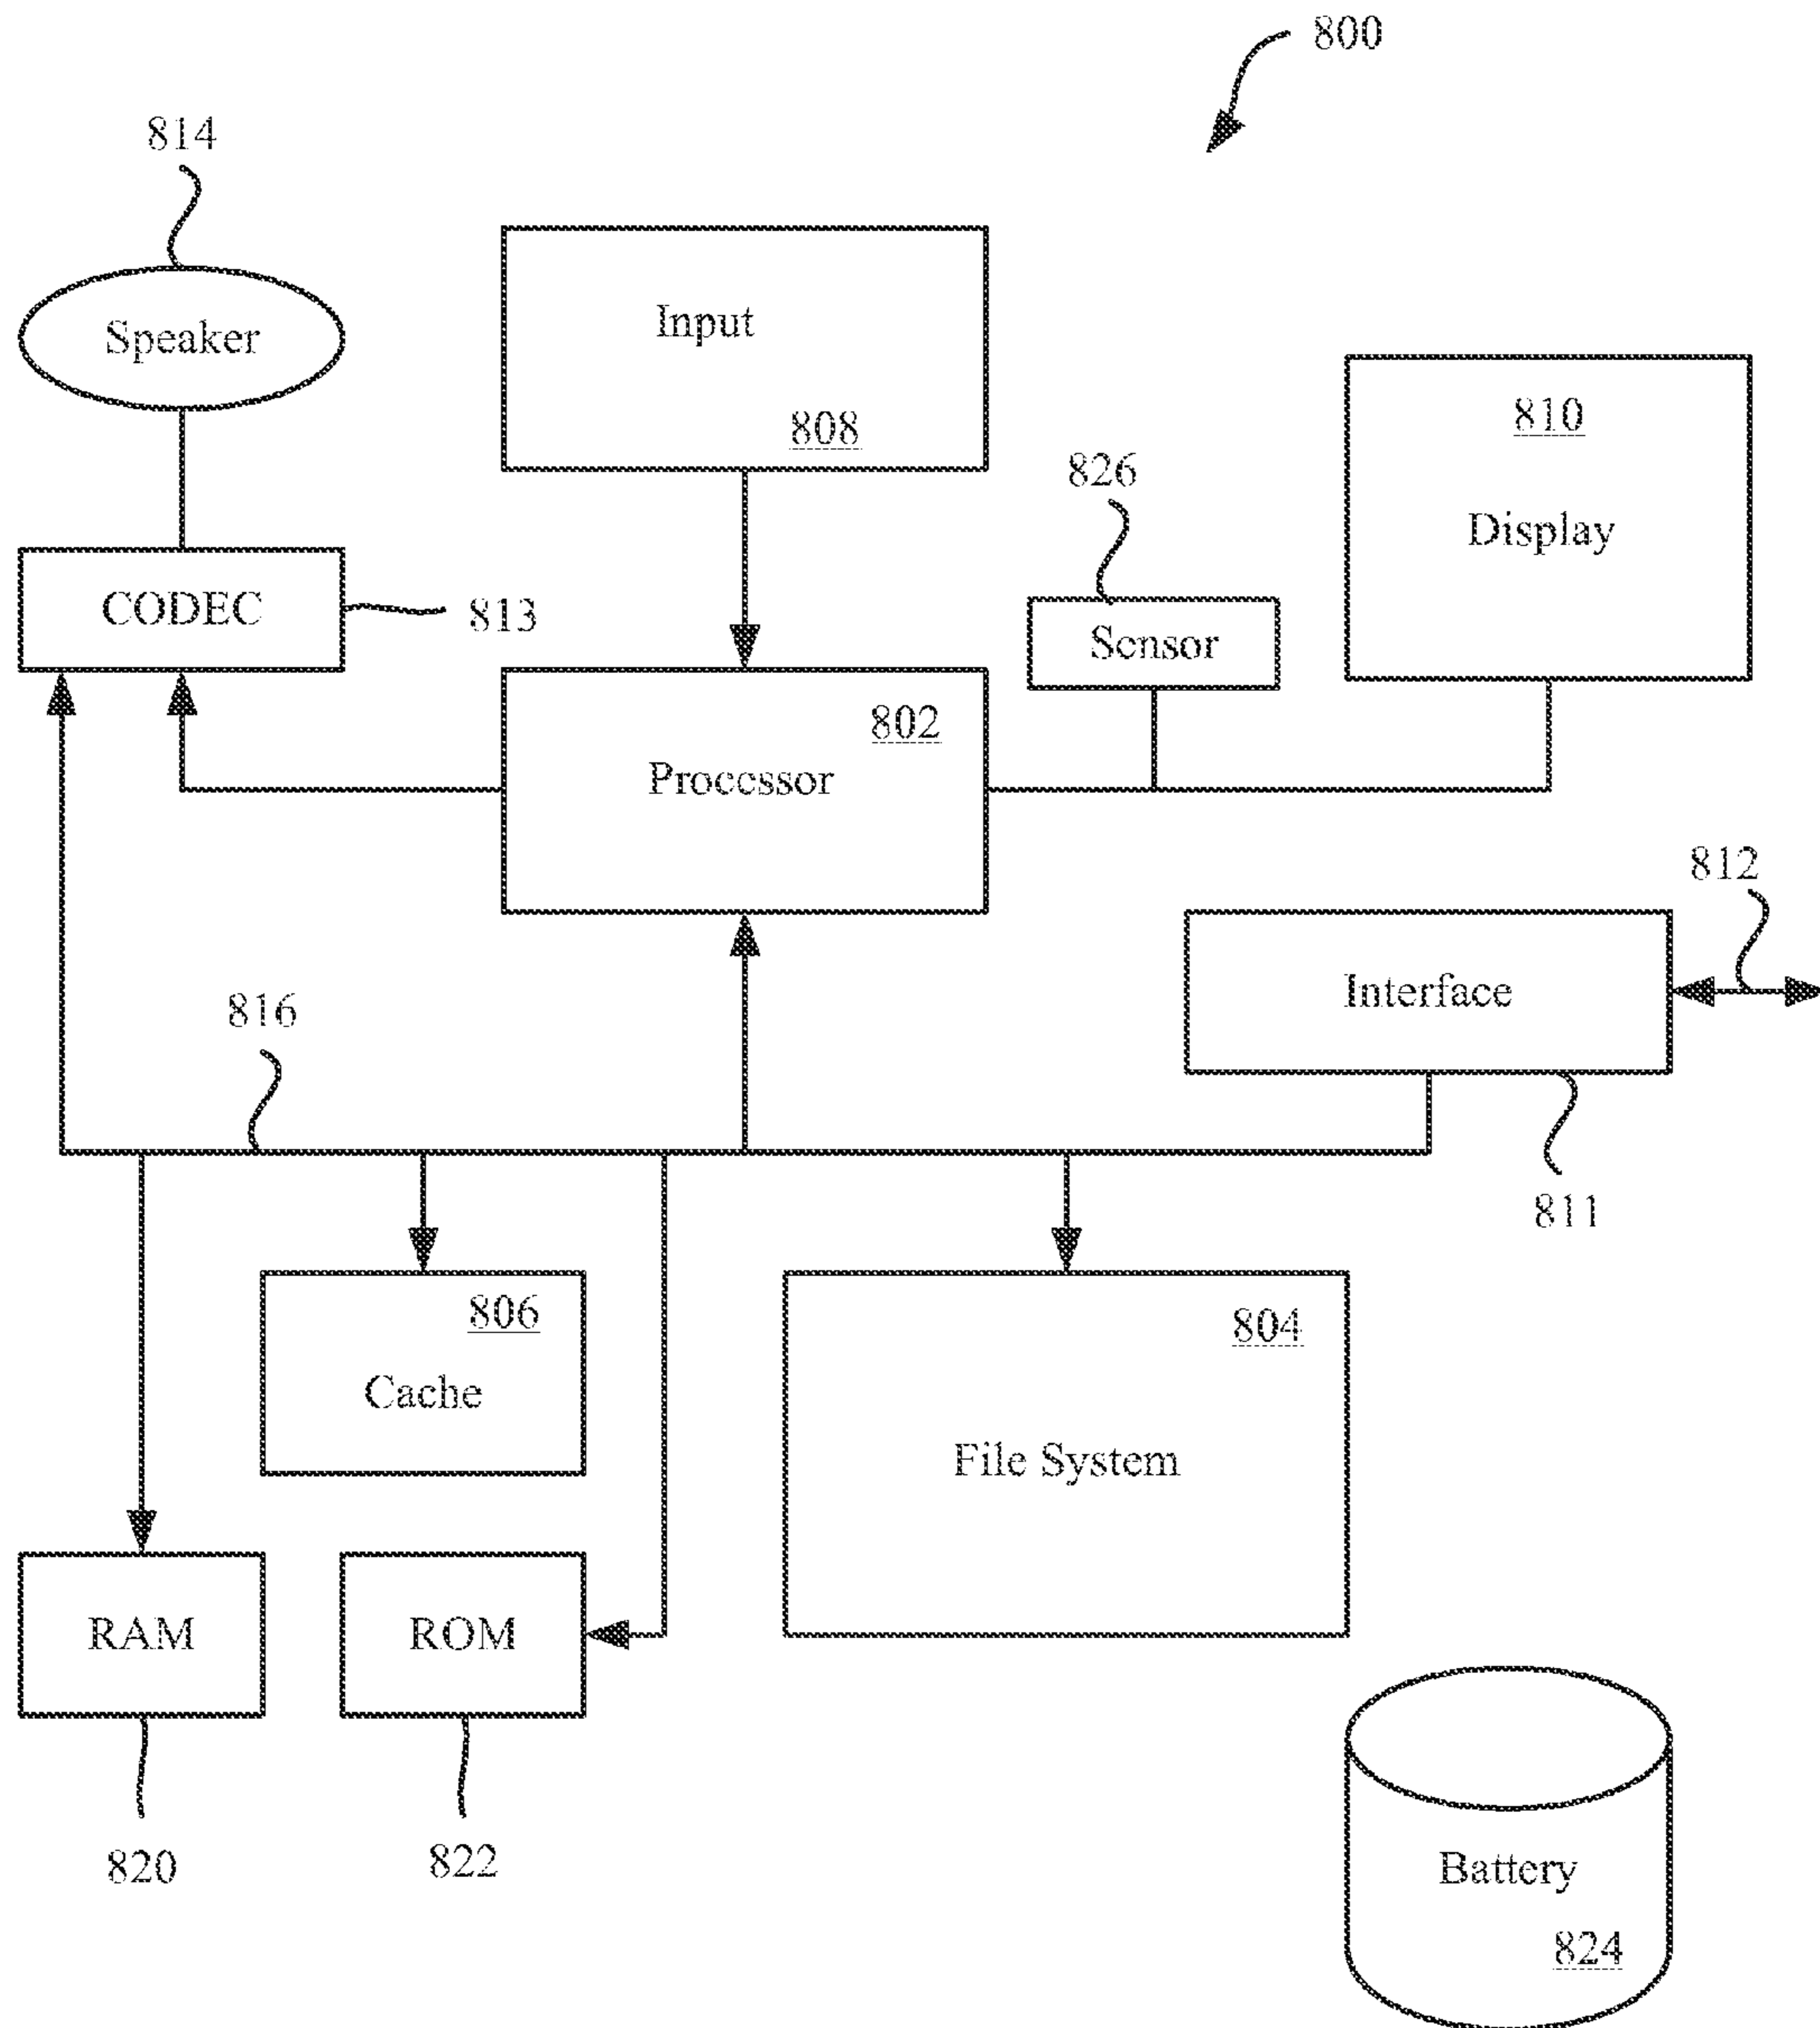 800
814
Speaker
Input
808
810
Display
826
Sensor
CODEC
813
802
Processor
812
Interface
816
811
806
Cache
804
File System
RAM
ROM
820
822
Battery
824